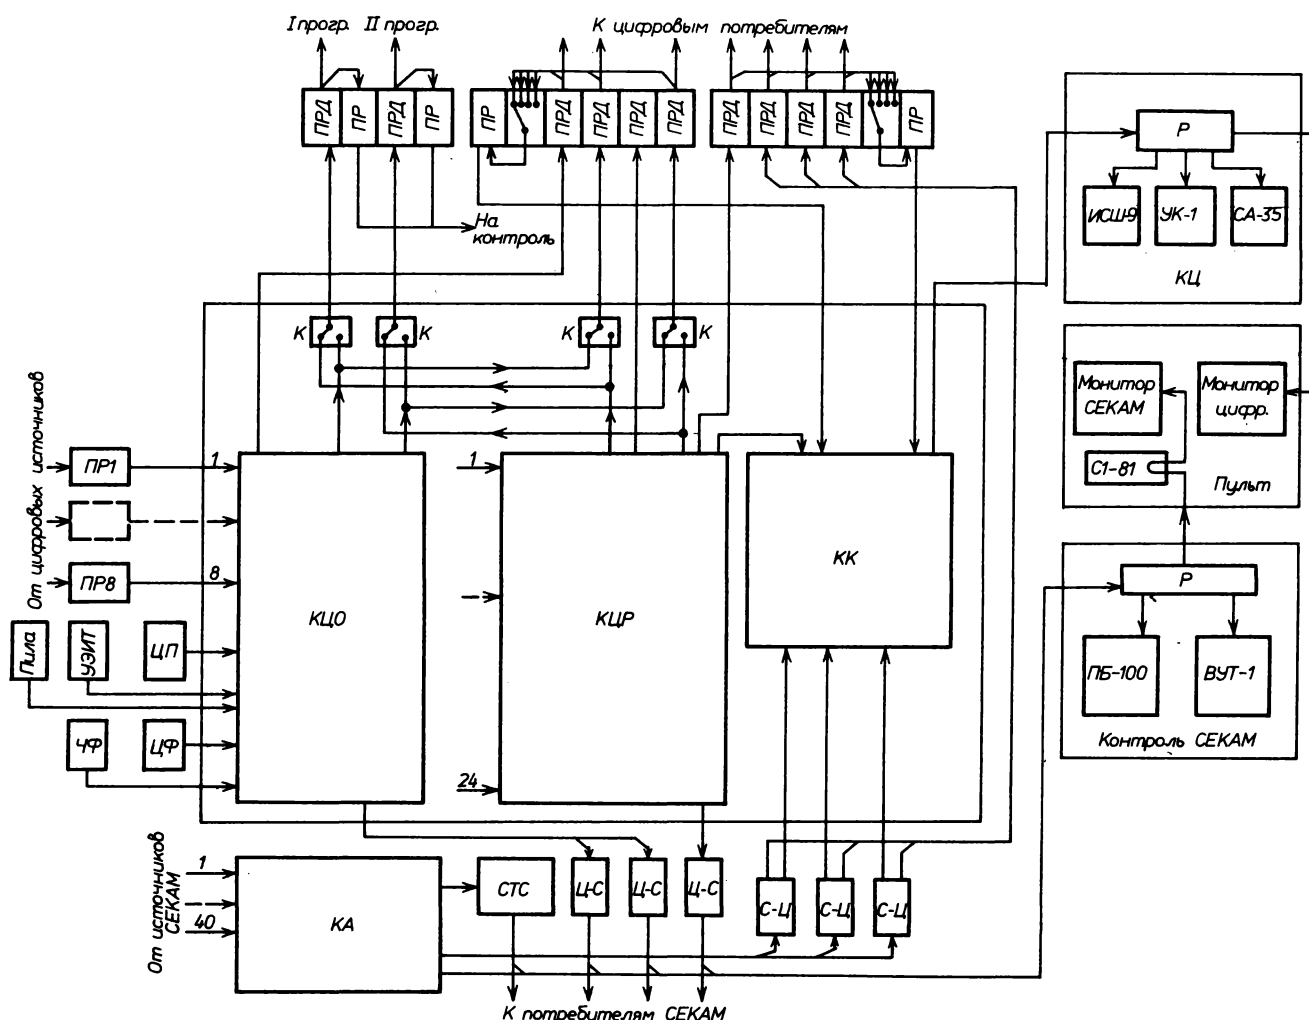 I прогр. II прогр.
К цифровым потребителям
ПРД
ПР
ПРД
ПР
ПР
ПРД
ПРД
ПРД
ПРД
ПРД
ПРД
ПРД
ПРД
ПР
На
контроль
Р
ИСШ-9
УК-1
СА-35
КЦ
К
К
К
К
От цифровых источников
ПР1
1
ПР8
8
Пила
УЭИТ
ЦП
ЧФ
ЦФ
КЦО
1
24
КЦР
КК
Монитор
СЕКАМ
Монитор
цифр.
С1-81
Пульт
Р
ПБ-100
ВУТ-1
Контроль СЕКАМ
От источников
СЕКАМ
1
40
КА
СТС
Ц-С
Ц-С
Ц-С
С-Ц
С-Ц
С-Ц
К потребителям СЕКАМ